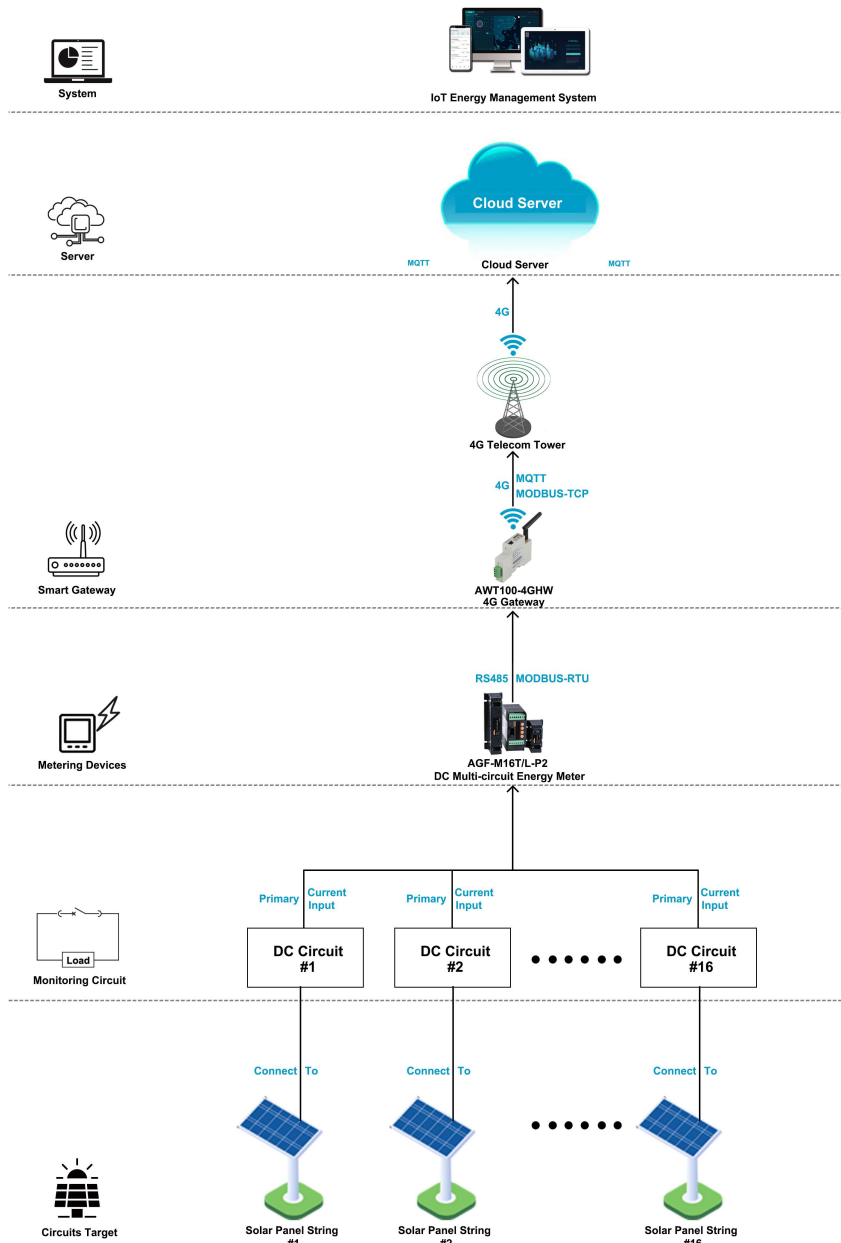 System
IoT Energy Management System
Cloud Server
Server
MQTT
Cloud Server
MQTT
4G
4G Telecom Tower
4G
MQTT
MODBUS-TCP
Smart Gateway
AWT100-4GHW
4G Gateway
RS485 MODBUS-RTU
Metering Devices
AGF-M16T/L-P2
DC Multi-circuit Energy Meter
Primary Current Input
Primary Current Input
Primary Current Input
Load
Monitoring Circuit
DC Circuit
#1
DC Circuit
#2
DC Circuit
#16
Connect To
Connect To
Connect To
Circuits Target
Solar Panel String
#1
Solar Panel String
#2
Solar Panel String
#16